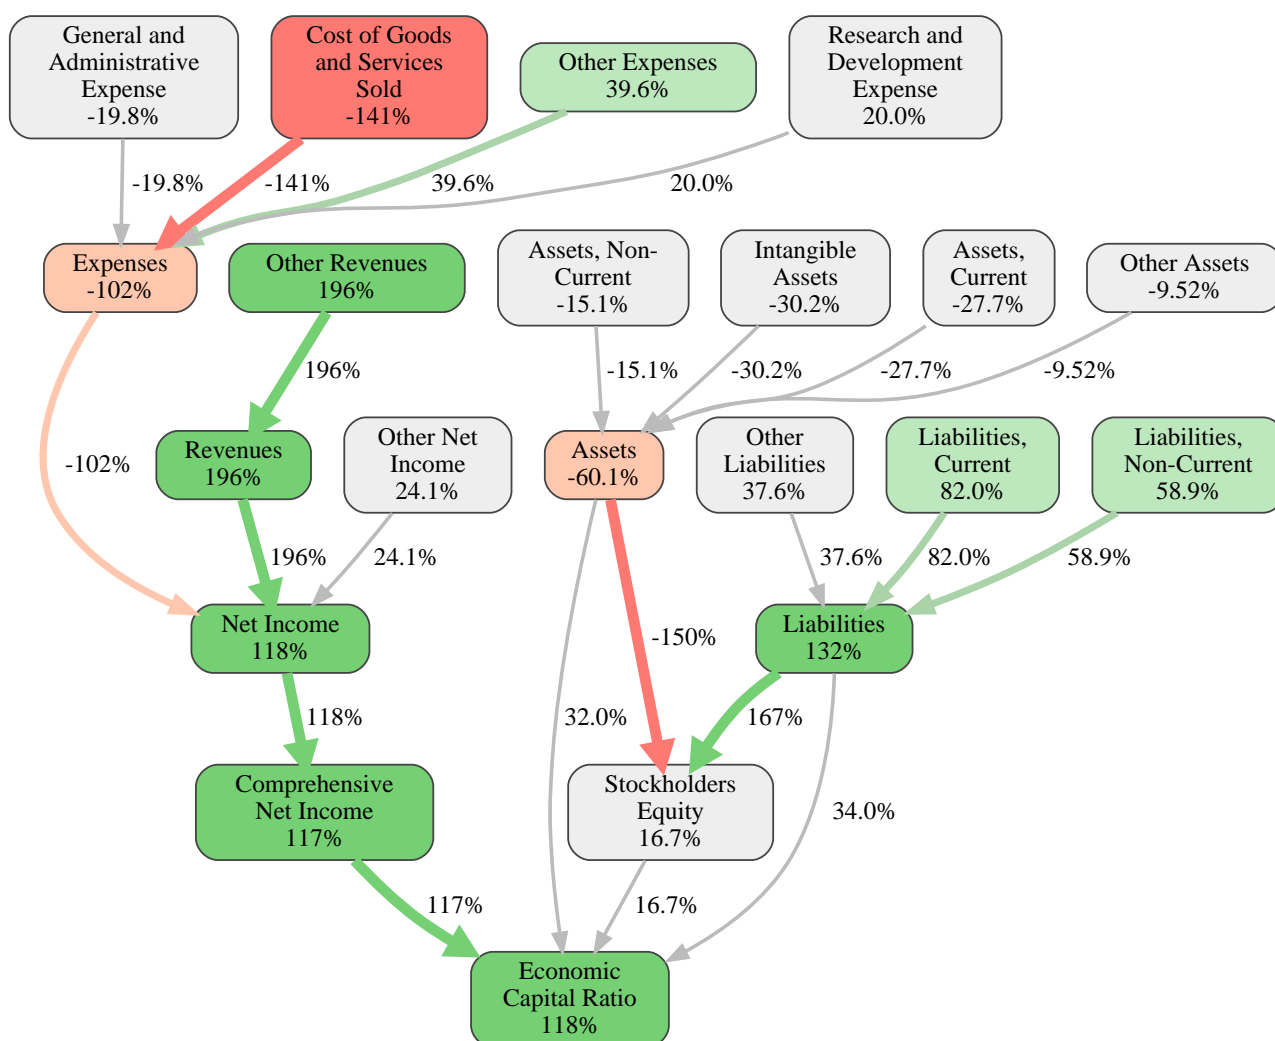 General and
Administrative
Expense
-19.8%
Cost of Goods
and Services
Sold
-141%
Other Expenses
39.6%
Research and
Development
Expense
20.0%
-19.8%
-141%
39.6%
20.0%
Expenses
-102%
Other Revenues
196%
Assets, Non-
Current
-15.1%
Intangible
Assets
-30.2%
Assets,
Current
-27.7%
Other Assets
-9.52%
196%
-15.1%
-30.2%
-27.7%
-9.52%
-102%
Revenues
196%
Other Net
Income
24.1%
Assets
-60.1%
Other
Liabilities
37.6%
Liabilities,
Current
82.0%
Liabilities,
Non-Current
58.9%
196%
24.1%
37.6%
82.0%
58.9%
Net Income
118%
-150%
Liabilities
132%
118%
32.0%
167%
Comprehensive
Net Income
117%
Stockholders
Equity
16.7%
34.0%
117%
16.7%
Economic
Capital Ratio
118%